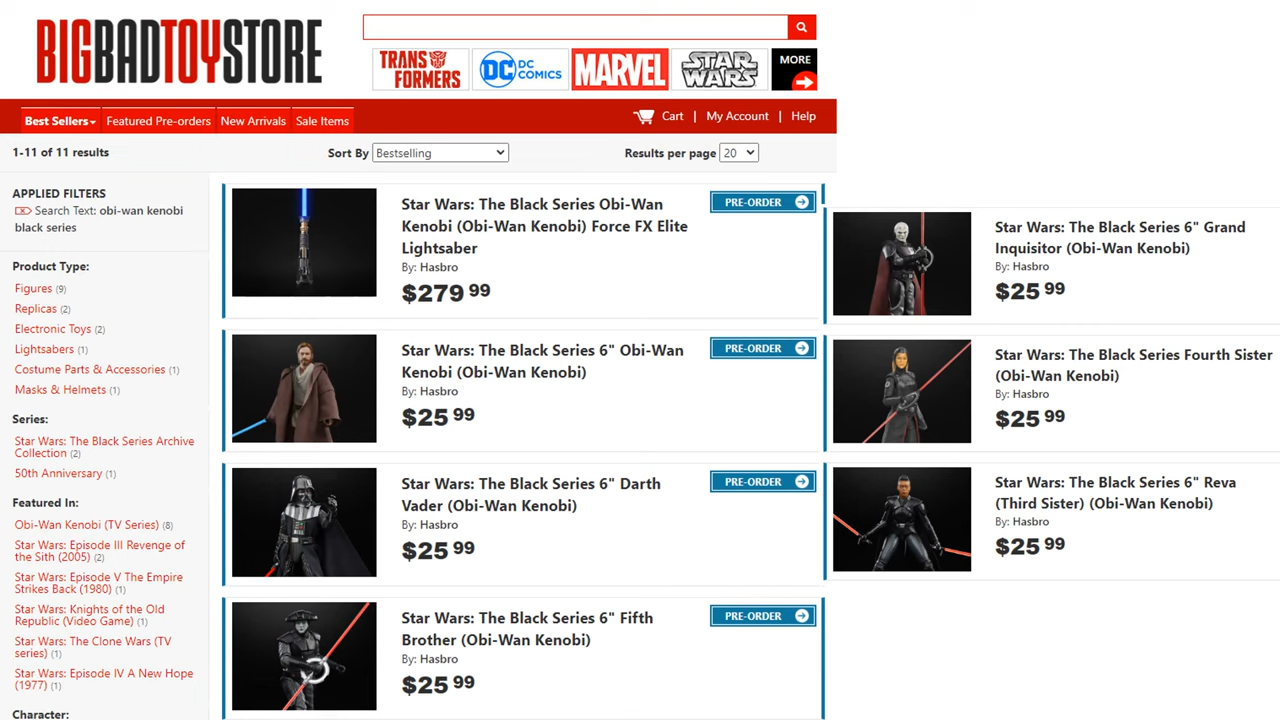 BIGBADTOYSTORE
TRANSFORMERS
DC
DC COMICS
MARVEL
STAR WARS
MORE
Best Sellers
Featured Pre-orders
New Arrivals
Sale Items
Cart | My Account | Help
1-11 of 11 results
Sort By Bestselling
Results per page 20
APPLIED FILTERS
Search Text: obi-wan kenobi
black series
Product Type:
Figures (9)
Replicas (2)
Electronic Toys (2)
Lightsabers (1)
Costume Parts & Accessories (1)
Masks & Helmets (1)
Series:
Star Wars: The Black Series Archive
Collection (2)
50th Anniversary (1)
Featured In:
Obi-Wan Kenobi (TV Series) (8)
Star Wars: Episode III Revenge of
the Sith (2005) (2)
Star Wars: Episode V The Empire
Strikes Back (1980) (1)
Star Wars: Knights of the Old
Republic (Video Game) (1)
Star Wars: The Clone Wars (TV
series) (1)
Star Wars: Episode IV A New Hope
(1977) (1)
Character:
Star Wars: The Black Series Obi-Wan
Kenobi (Obi-Wan Kenobi) Force FX Elite
Lightsaber
By: Hasbro
$279 99
PRE-ORDER
Star Wars: The Black Series 6" Obi-Wan
Kenobi (Obi-Wan Kenobi)
By: Hasbro
$25 99
PRE-ORDER
Star Wars: The Black Series 6" Darth
Vader (Obi-Wan Kenobi)
By: Hasbro
$25 99
PRE-ORDER
Star Wars: The Black Series 6" Fifth
Brother (Obi-Wan Kenobi)
By: Hasbro
$25 99
PRE-ORDER
Star Wars: The Black Series 6" Grand
Inquisitor (Obi-Wan Kenobi)
By: Hasbro
$25 99
Star Wars: The Black Series Fourth Sister
(Obi-Wan Kenobi)
By: Hasbro
$25 99
Star Wars: The Black Series 6" Reva
(Third Sister) (Obi-Wan Kenobi)
By: Hasbro
$25 99